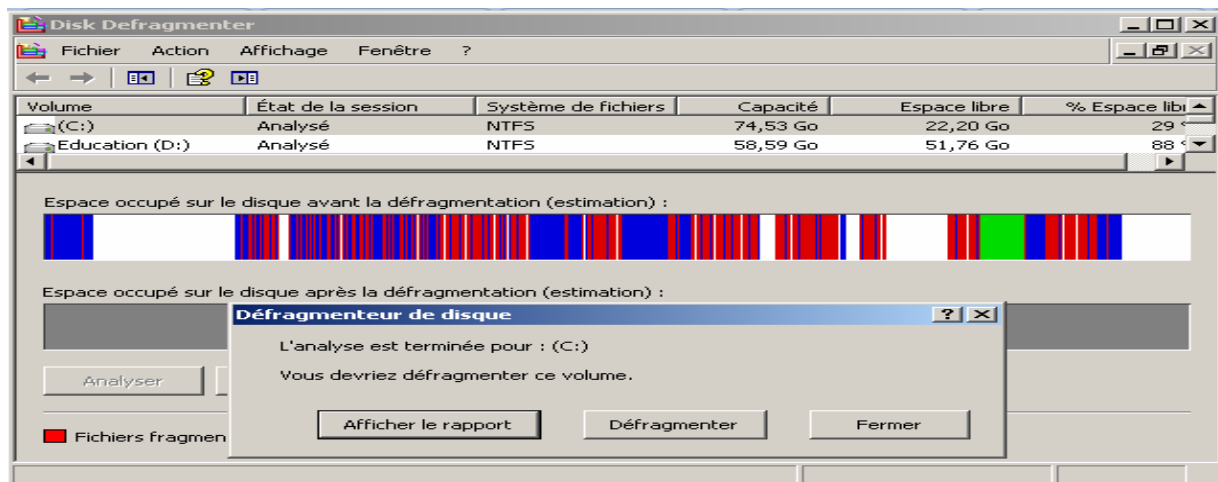 Disk Defragmenter
Fichier Action Affichage Fenêtre ?
Volume État de la session Système de fichiers Capacité Espace libre % Espace
(C:) Analysé NTFS 74,53 Go 22,20 Go 29
Education (D:) Analysé NTFS 58,59 Go 51,76 Go 88
Espace occupé sur le disque avant la défragmentation (estimation) :
Espace occupé sur le disque après la défragmentation (estimation) :
Défragmenteur de disque
L'analyse est terminée pour : (C:)
Vous devriez défragmenter ce volume.
Afficher le rapport Défragmenter Fermer
Analyser
Fichiers fragmen